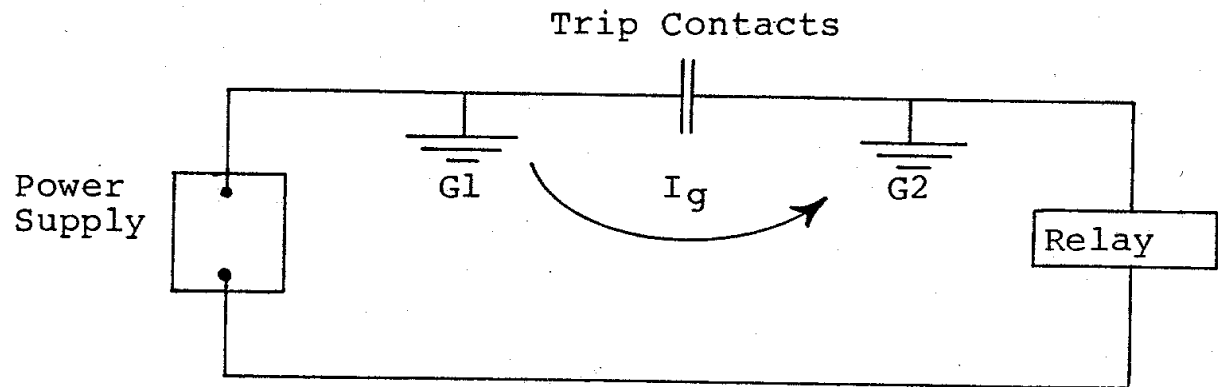 Trip Contacts
G1
Ig
G2
Power
Supply
Relay